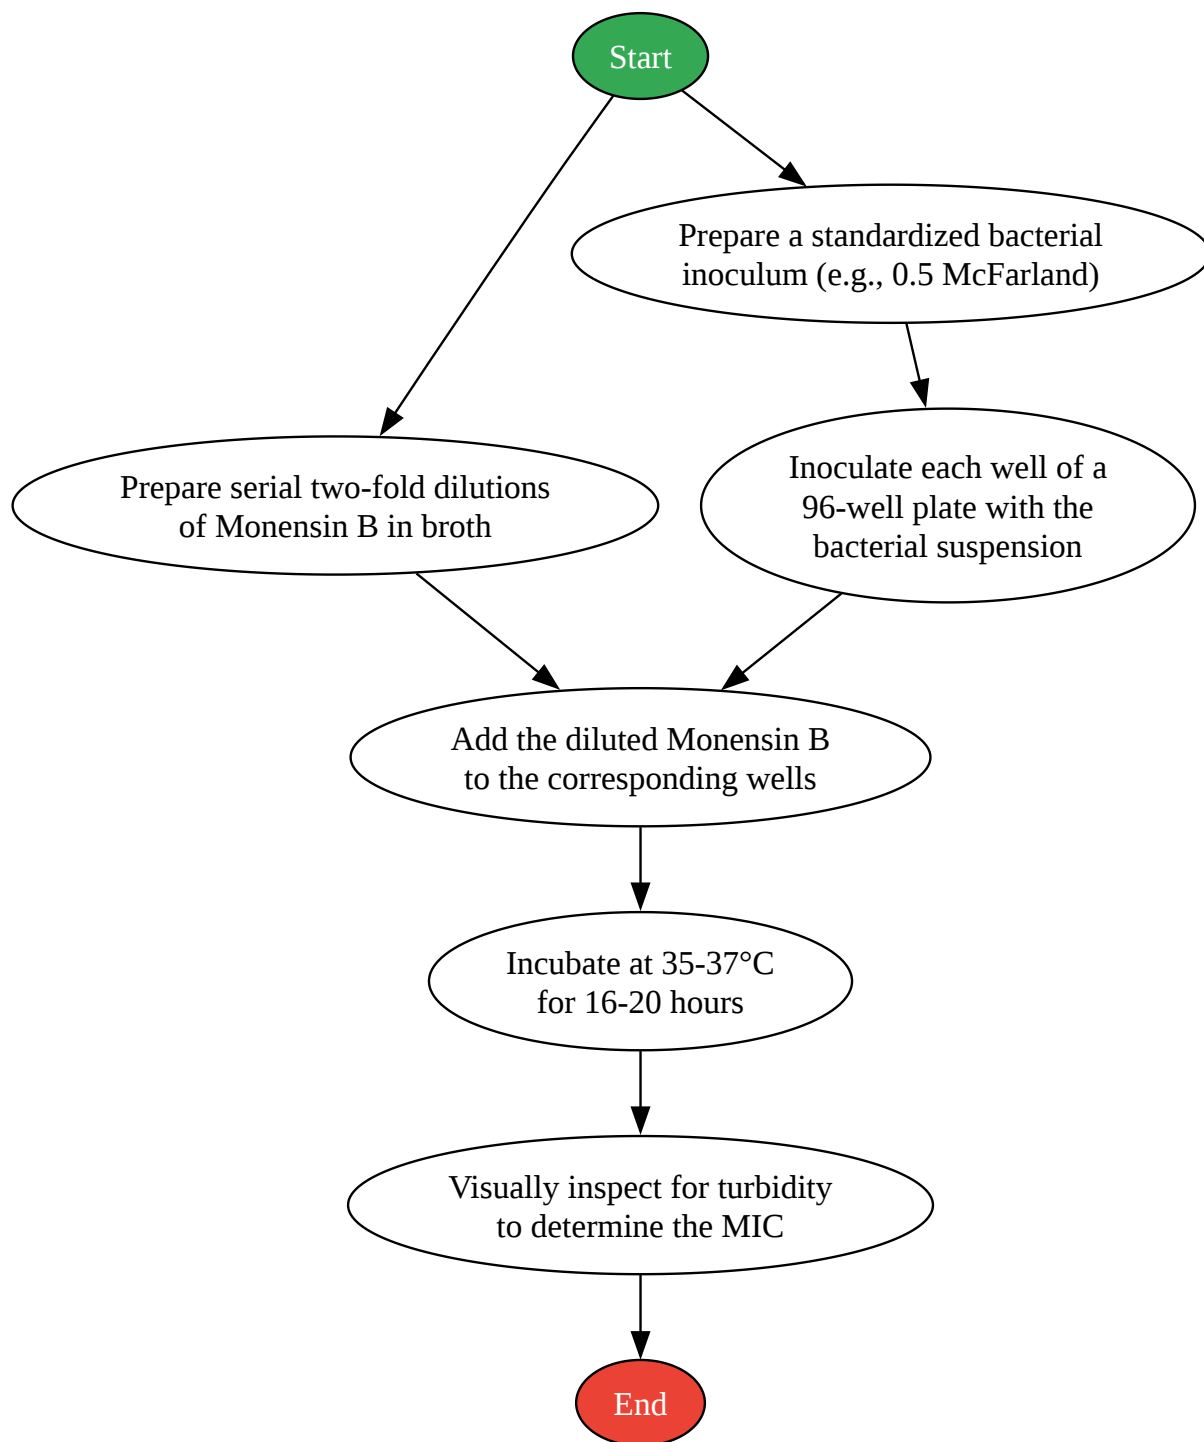 Start
Prepare a standardized bacterial
inoculum (e.g., 0.5 McFarland)
Prepare serial two-fold dilutions
of Monensin B in broth
Inoculate each well of a
96-well plate with the
bacterial suspension
Add the diluted Monensin B
to the corresponding wells
Incubate at 35-37°C
for 16-20 hours
Visually inspect for turbidity
to determine the MIC
End